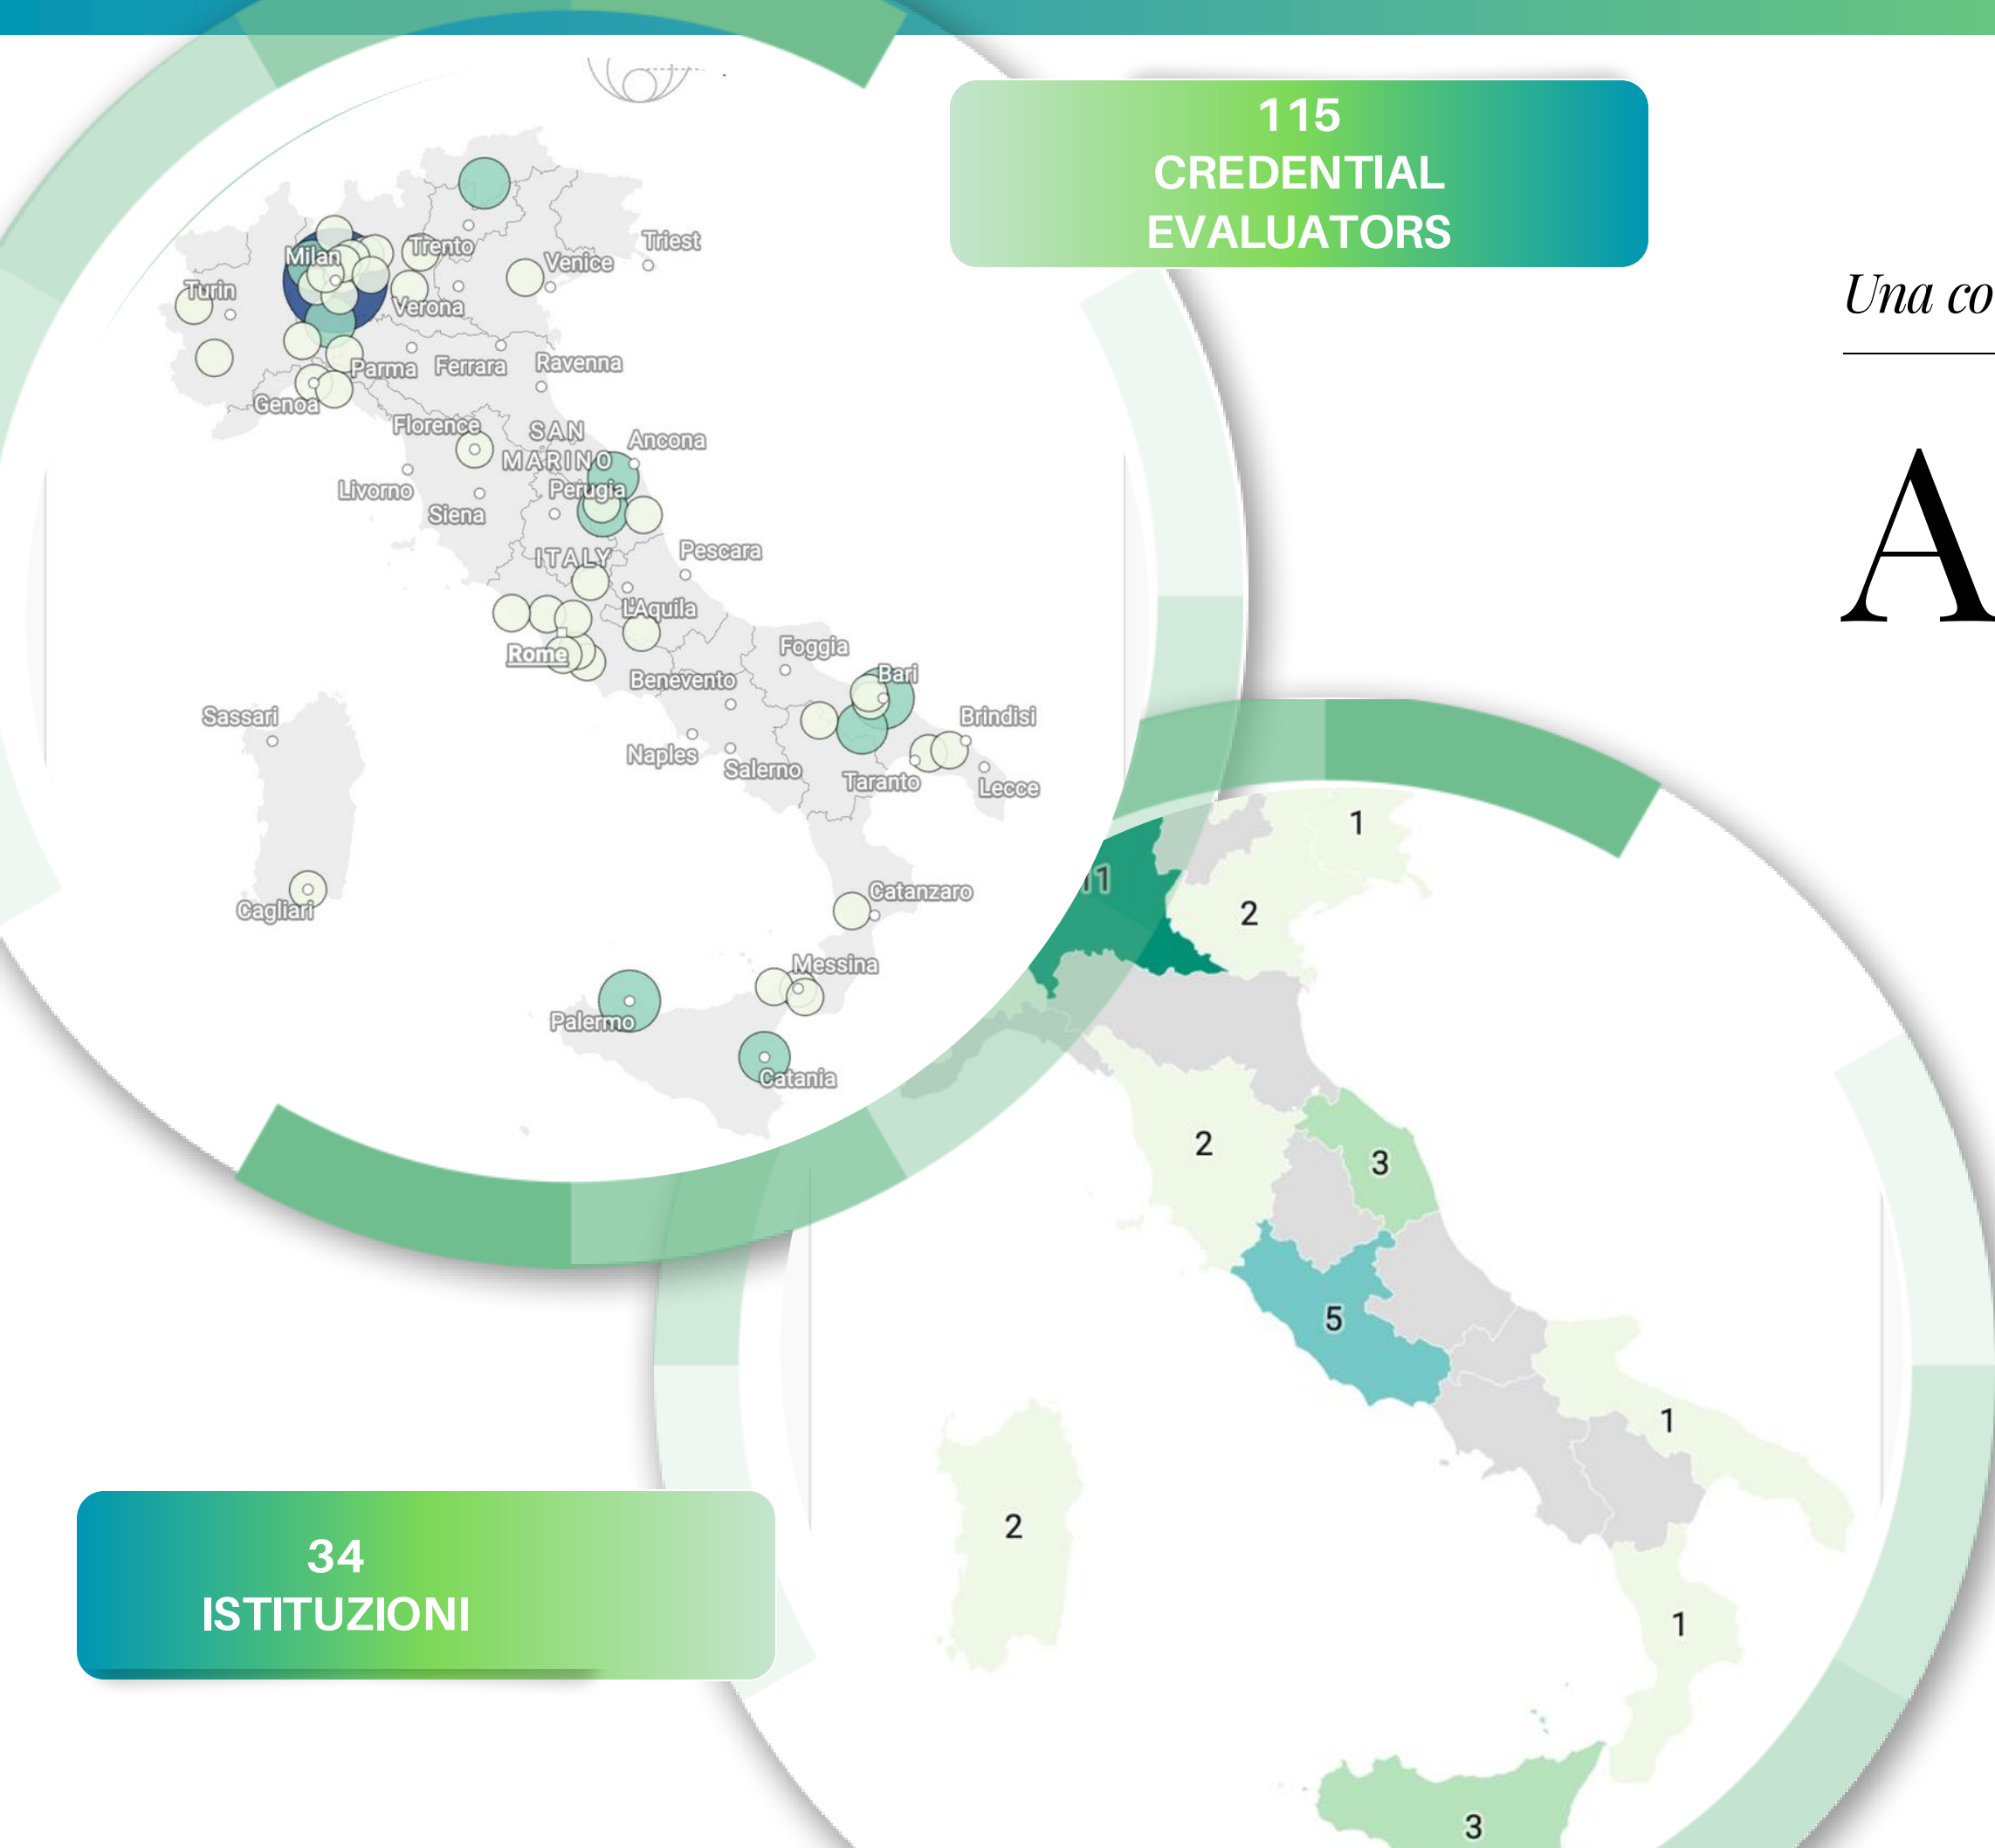 115
CREDENTIAL
EVALUATORS
Una co
A
Milan
Trento
Triest
Venice
Turin
Verona
Parma
Ferrara
Ravenna
Genoa
Florence
SAN
MARINO
Ancona
Livorno
Perugia
Siena
ITALY
Pescara
L'Aquila
Rome
Foggia
Benevento
Bari
Sassari
Brindisi
Naples
Salerno
Taranto
Lecce
Cagliari
Catanzaro
Messina
Palermo
Catania
1
11
2
2
3
5
1
2
1
3
34
ISTITUZIONI